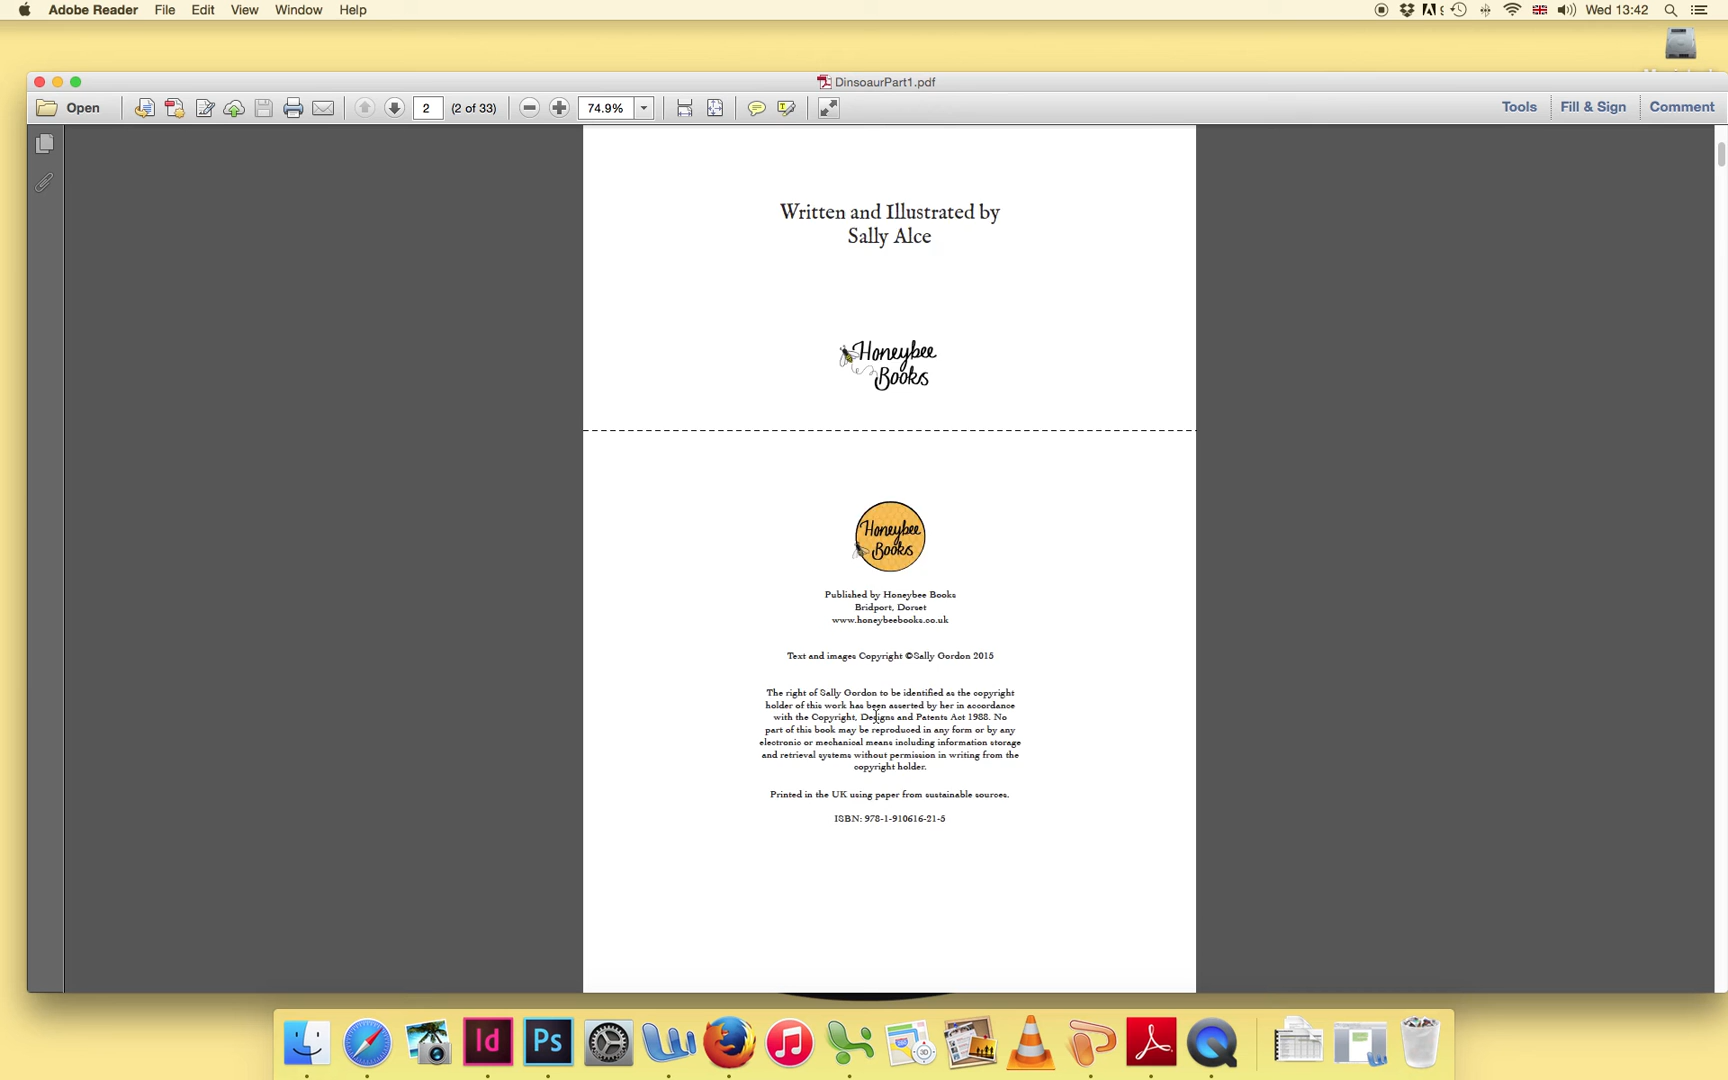 Adobe Reader File Edit View Window Help Wed 13:42
DinsoaurPart1.pdf
Open 2 (2 of 33) 74.9% Tools Fill & Sign Comment
Written and Illustrated by
Sally Alce
Honeybee
Books
Honeybee
Books
Published by Honeybee Books
Bridport, Dorset
www.honeybeebooks.co.uk
Text and images Copyright ©Sally Gordon 2015
The right of Sally Gordon to be identified as the copyright
holder of this work has been asserted by her in accordance
with the Copyright, Designs and Patents Act 1988. No
part of this book may be reproduced in any form or by any
electronic or mechanical means including information storage
and retrieval systems without permission in writing from the
copyright holder.
Printed in the UK using paper from sustainable sources.
ISBN: 978-1-910616-21-5
Id Ps